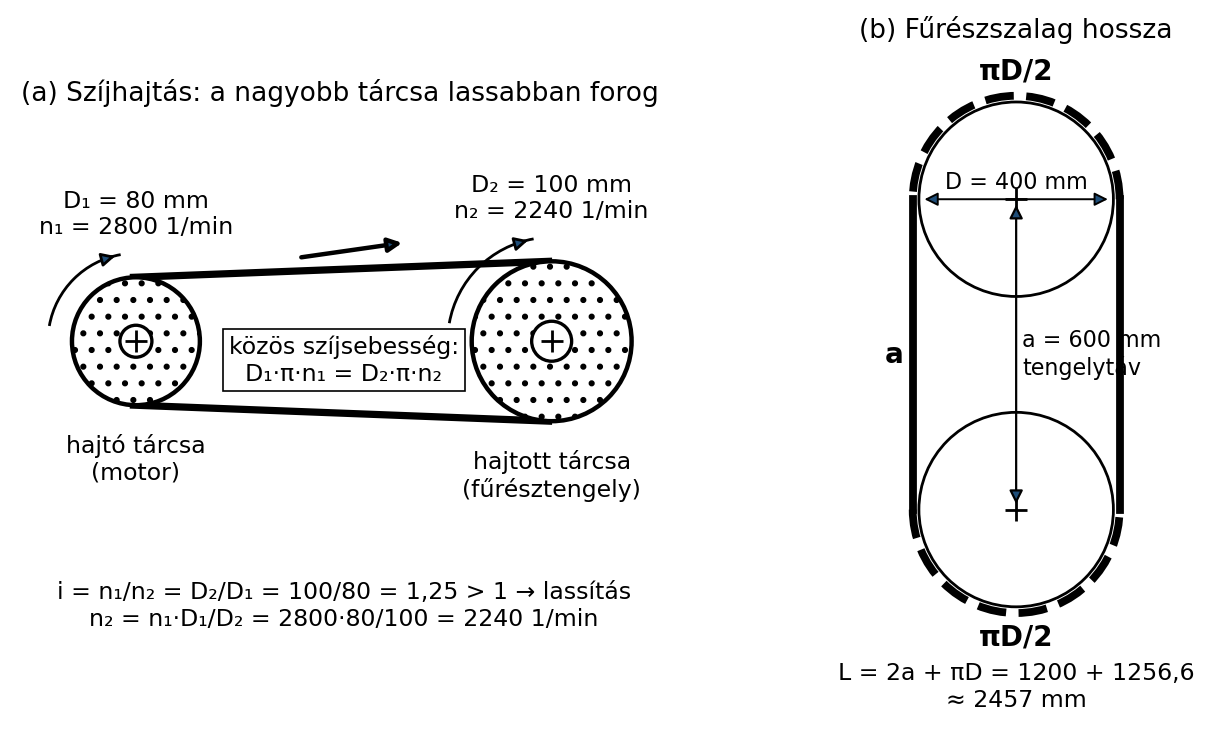 (a) Szíjhajtás: a nagyobb tárcsa lassabban forog
D₁ = 80 mm
n₁ = 2800 1/min
D₂ = 100 mm
n₂ = 2240 1/min
közös szíjsebesség:
D₁·π·n₁ = D₂·π·n₂
hajtó tárcsa
(motor)
hajtott tárcsa
(fűrésztengely)
i = n₁/n₂ = D₂/D₁ = 100/80 = 1,25 > 1 → lassítás
n₂ = n₁·D₁/D₂ = 2800·80/100 = 2240 1/min
(b) Fűrészszalag hossza
πD/2
D = 400 mm
a
a = 600 mm
tengelytáv
πD/2
L = 2a + πD = 1200 + 1256,6
≈ 2457 mm